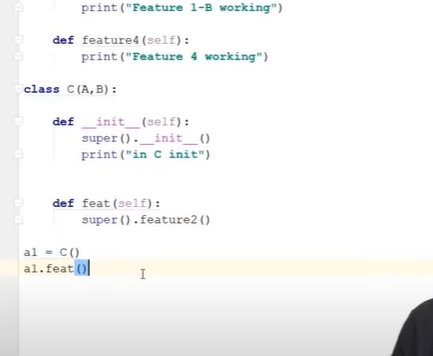 print("Feature 1-B working")
def feature4(self):
print("Feature 4 working")
class C(A,B):
def __init__(self):
super().__init__()
print("in C init")
def feat(self):
super().feature2()
a1 = C()
a1.feat()